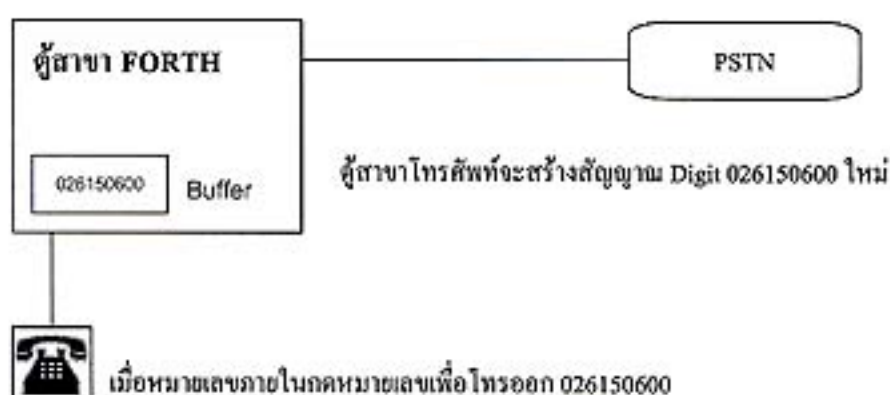 ตู้สาขา FORTH
PSTN
026150600
Buffer
ตู้สาขาโทรศัพท์จะสร้างสัญญาณ Digit 026150600 ใหม่
เมื่อหมายเลขภายในกดหมายเลขเพื่อโทรออก 026150600